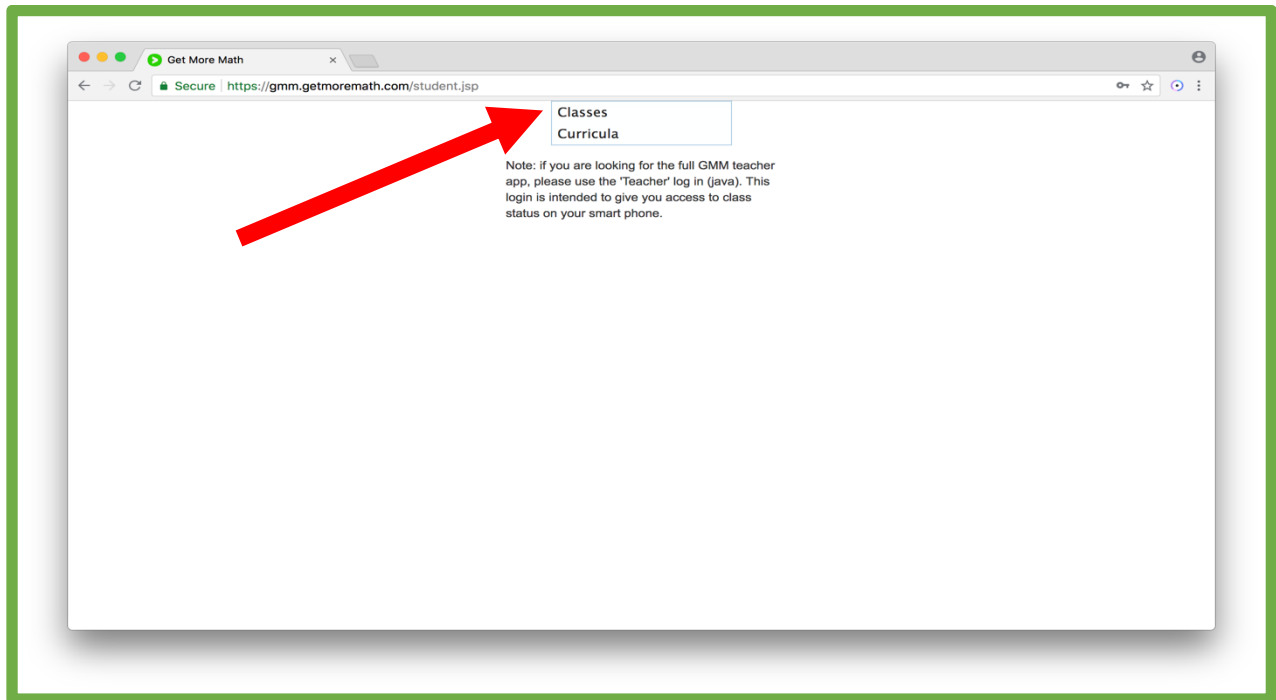 Get More Math
Secure https://gmm.getmoremath.com/student.jsp
Classes
Curricula
Note: if you are looking for the full GMM teacher
app, please use the 'Teacher' log in (java). This
login is intended to give you access to class
status on your smart phone.